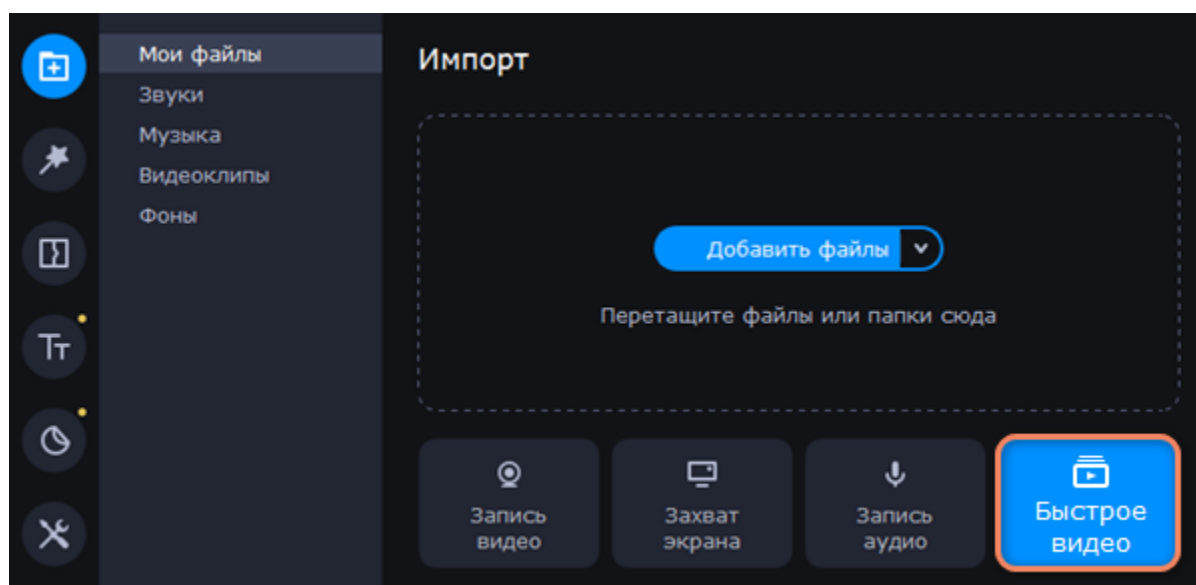 Мои файлы
Звуки
Музыка
Видеоклипы
Фоны
Импорт
Добавить файлы
Перетащите файлы или папки сюда
Тт
Запись
видео
Захват
экрана
Запись
аудио
Быстрое
видео